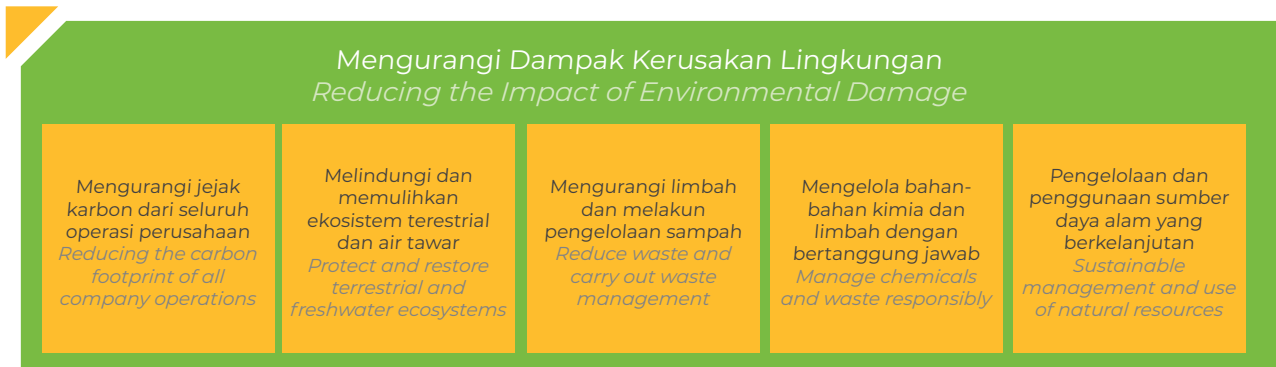 Mengurangi Dampak Kerusakan Lingkungan
Reducing the Impact of Environmental Damage
Mengurangi jejak
karbon dari seluruh
operasi perusahaan
Reducing the carbon
footprint of all
company operations
Melindungi dan
memulihkan
ekosistem terestrial
dan air tawar
Protect and restore
terrestrial and
freshwater ecosystems
Mengurangi limbah
dan melakun
pengelolaan sampah
Reduce waste and
carry out waste
management
Mengelola bahan-
bahan kimia dan
limbah dengan
bertanggung jawab
Manage chemicals
and waste responsibly
Pengelolaan dan
penggunaan sumber
daya alam yang
berkelanjutan
Sustainable
management and use
of natural resources